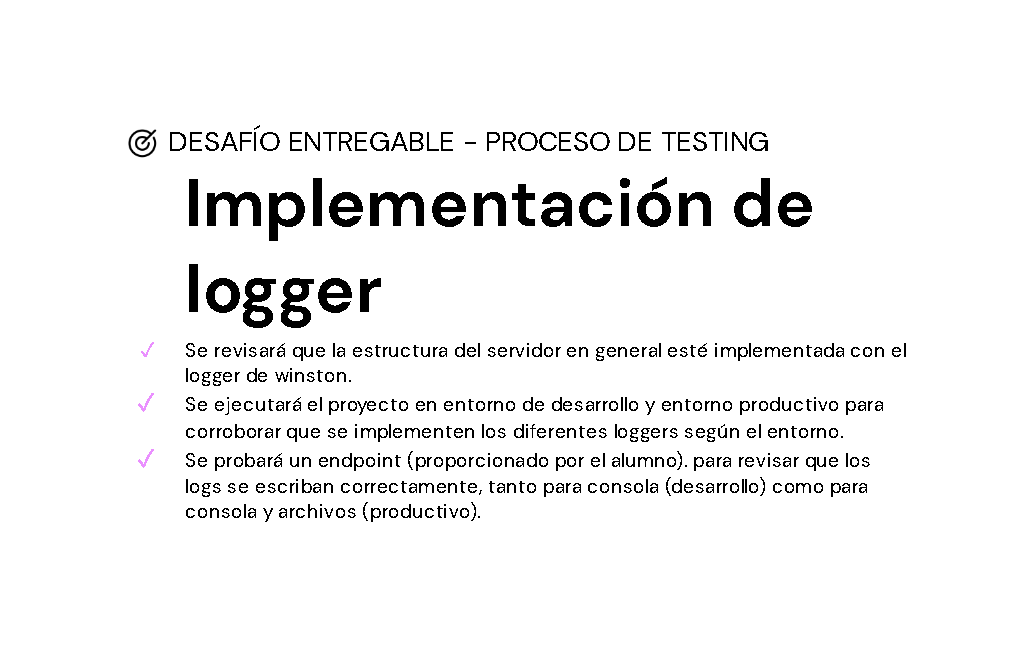 DESAFÍO ENTREGABLE - PROCESO DE TESTING
Implementación de
logger
✓ Se revisará que la estructura del servidor en general esté implementada con el
logger de winston.
✓ Se ejecutará el proyecto en entorno de desarrollo y entorno productivo para
corroborar que se implementen los diferentes loggers según el entorno.
✓ Se probará un endpoint (proporcionado por el alumno). para revisar que los
logs se escriban correctamente, tanto para consola (desarrollo) como para
consola y archivos (productivo).